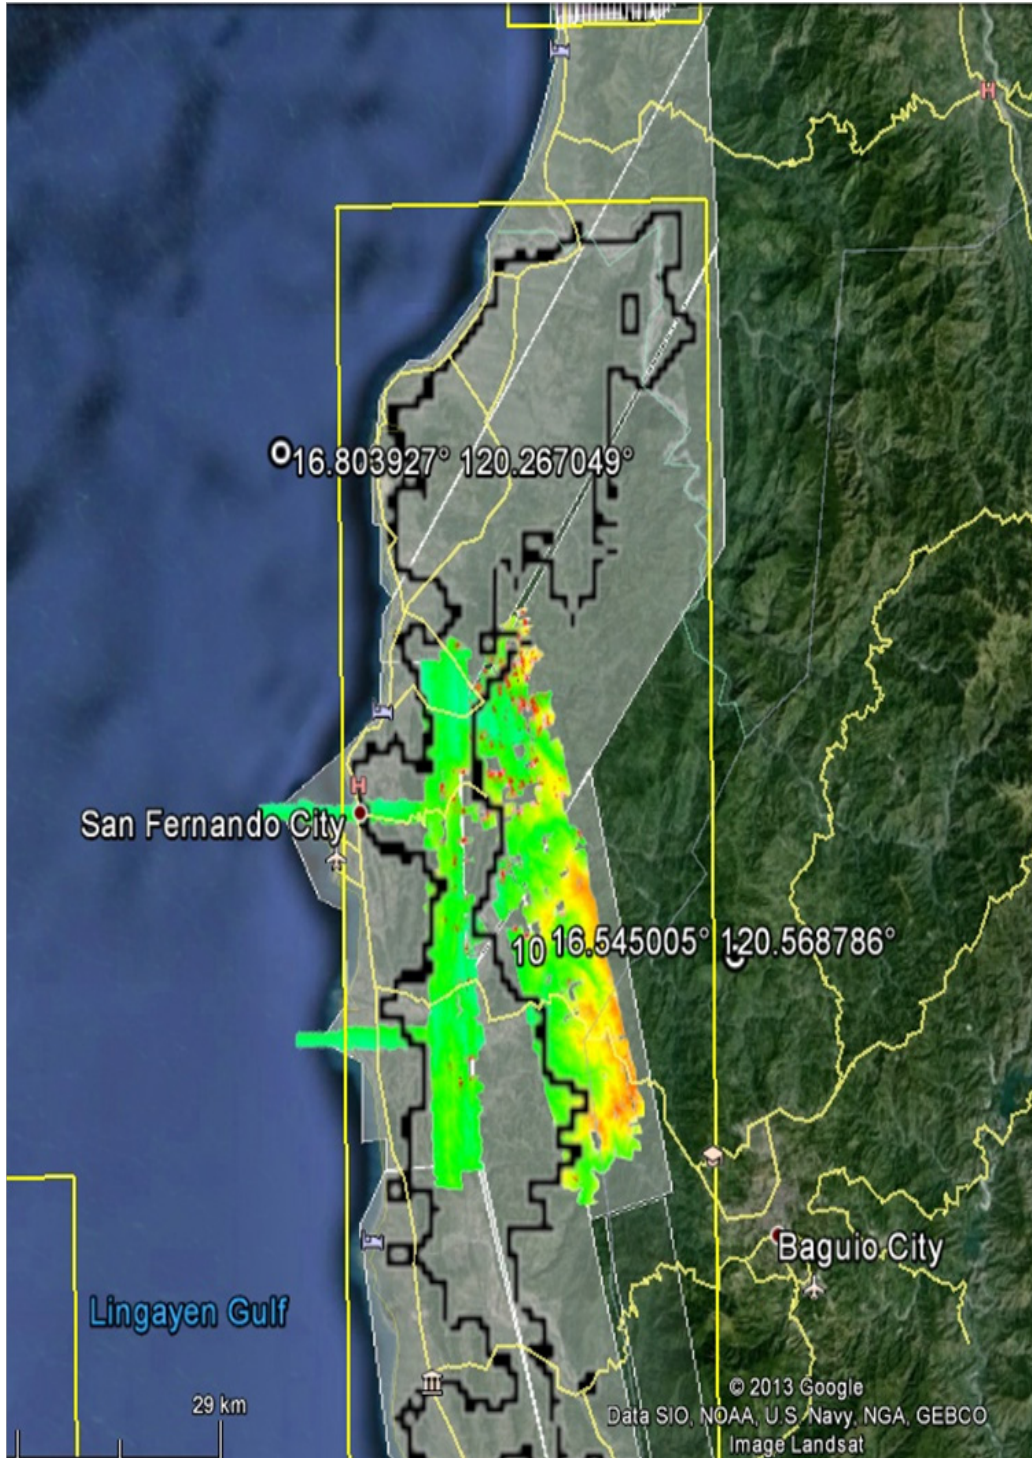 H
16.803927° 120.267049°
H
San Fernando City
10 16.545005° 120.568786°
Baguio City
Lingayen Gulf
29 km
© 2013 Google
Data SIO, NOAA, U.S. Navy, NGA, GEBCO
Image Landsat